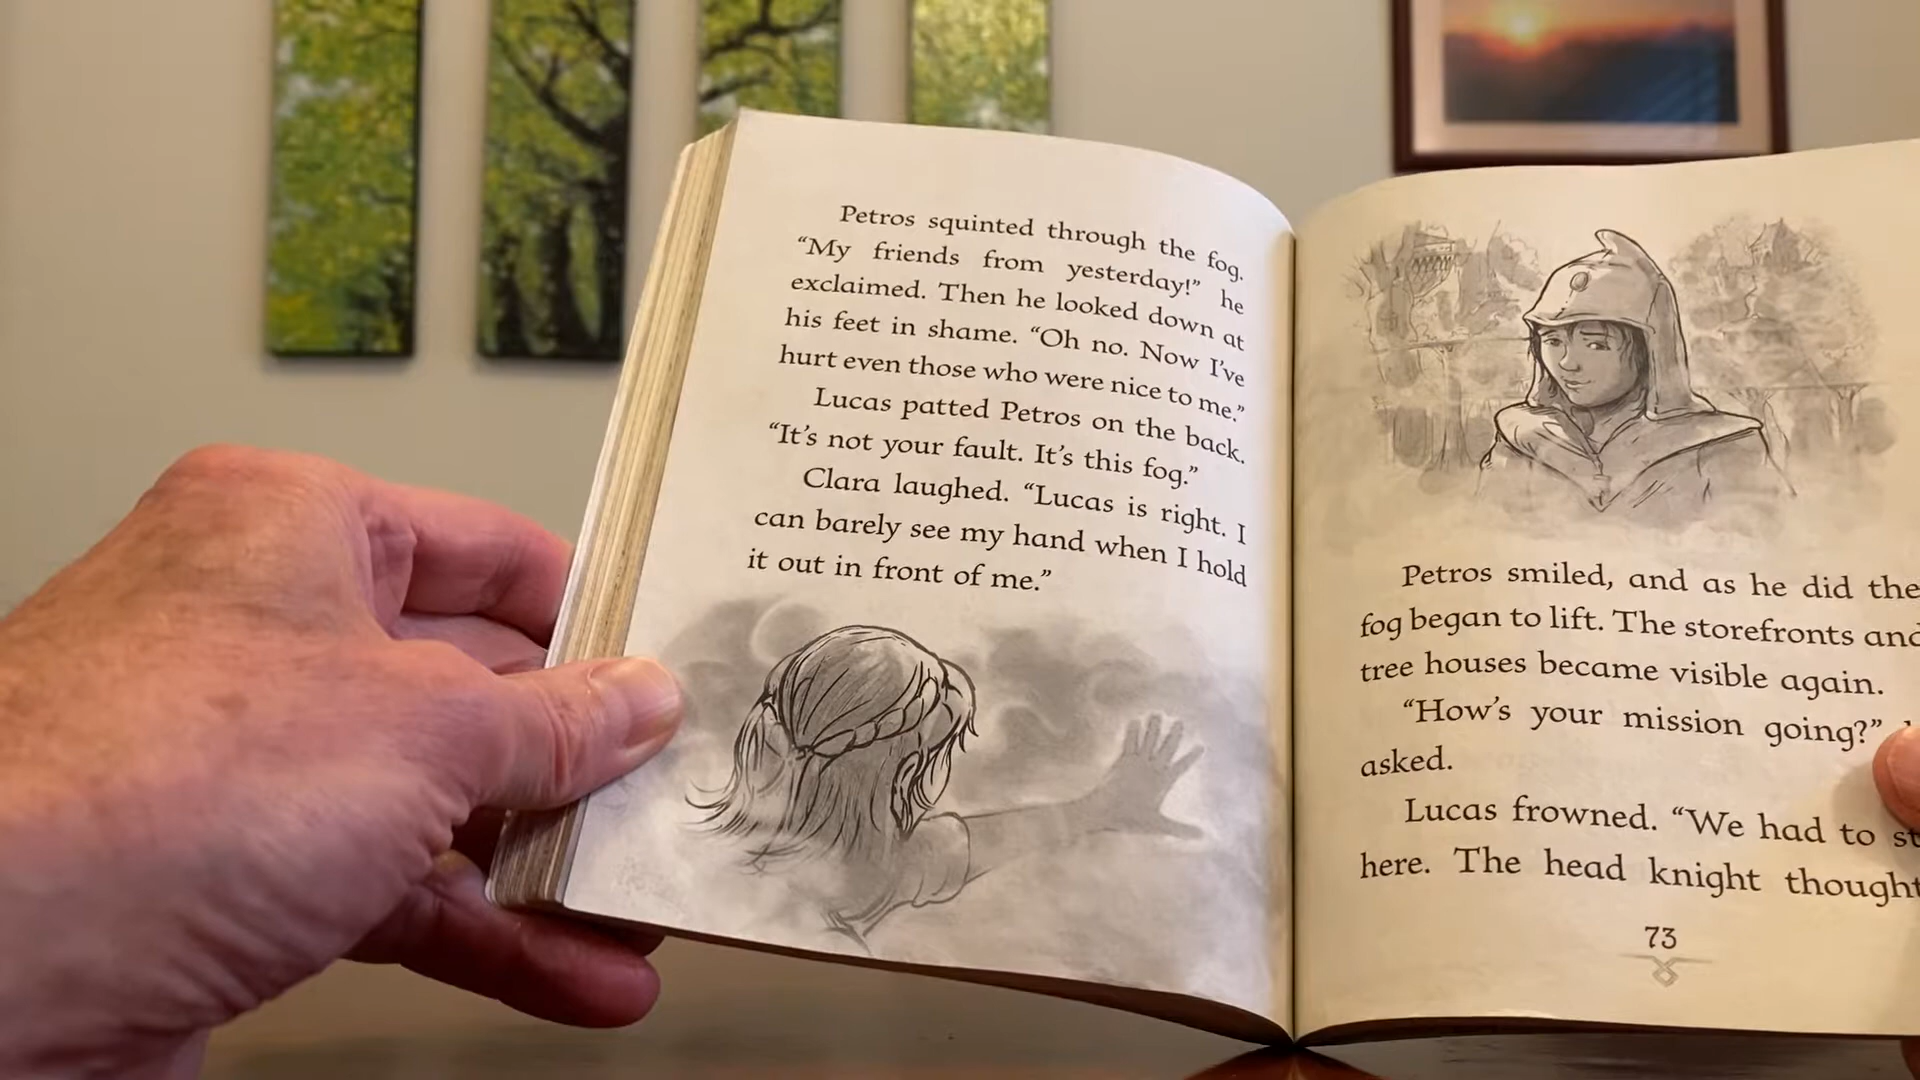 Petros squinted through the fog.
“My friends from yesterday!” he
exclaimed. Then he looked down at
his feet in shame. “Oh no. Now I’ve
hurt even those who were nice to me.”
Lucas patted Petros on the back.
“It’s not your fault. It’s this fog.”
Clara laughed. “Lucas is right. I
can barely see my hand when I hold
it out in front of me.”
Petros smiled, and as he did the
fog began to lift. The storefronts and
tree houses became visible again.
“How’s your mission going?”
asked.
Lucas frowned. “We had to
here. The head knight thought
73